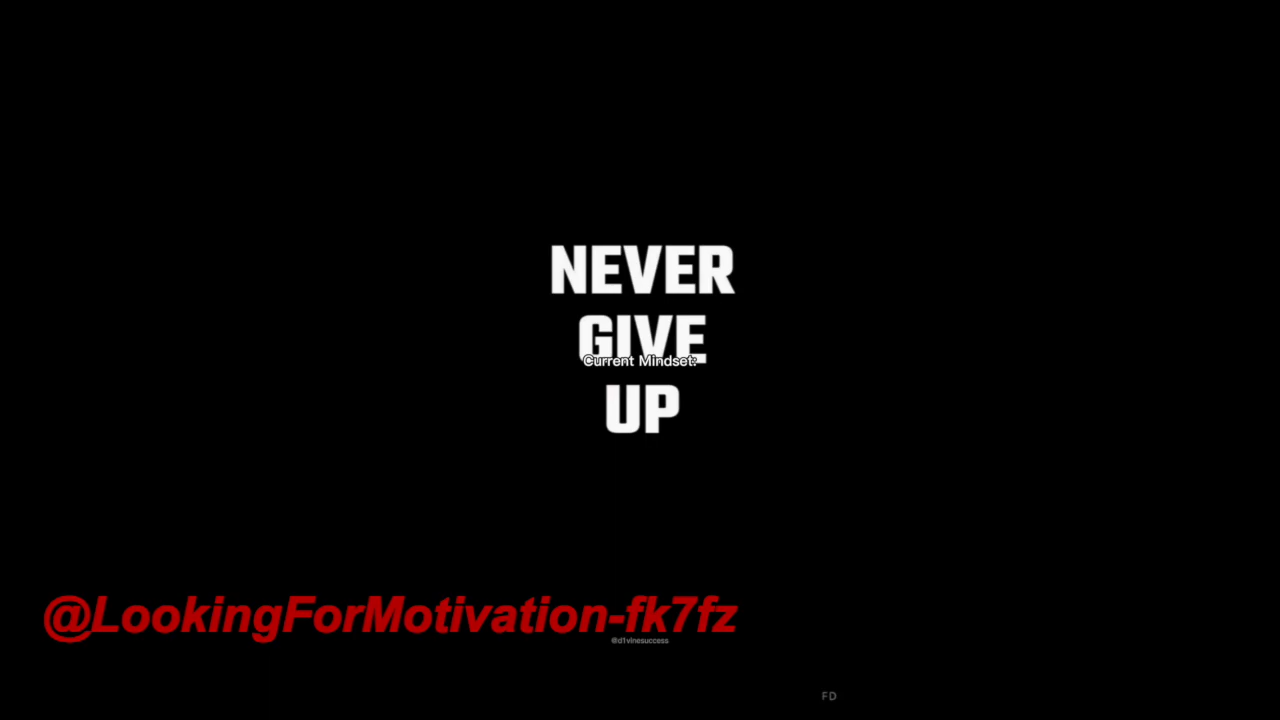 NEVER
GIVE
Current Mindset:
UP
@LookingForMotivation-fk7fz
@d1vinesuccess
FD